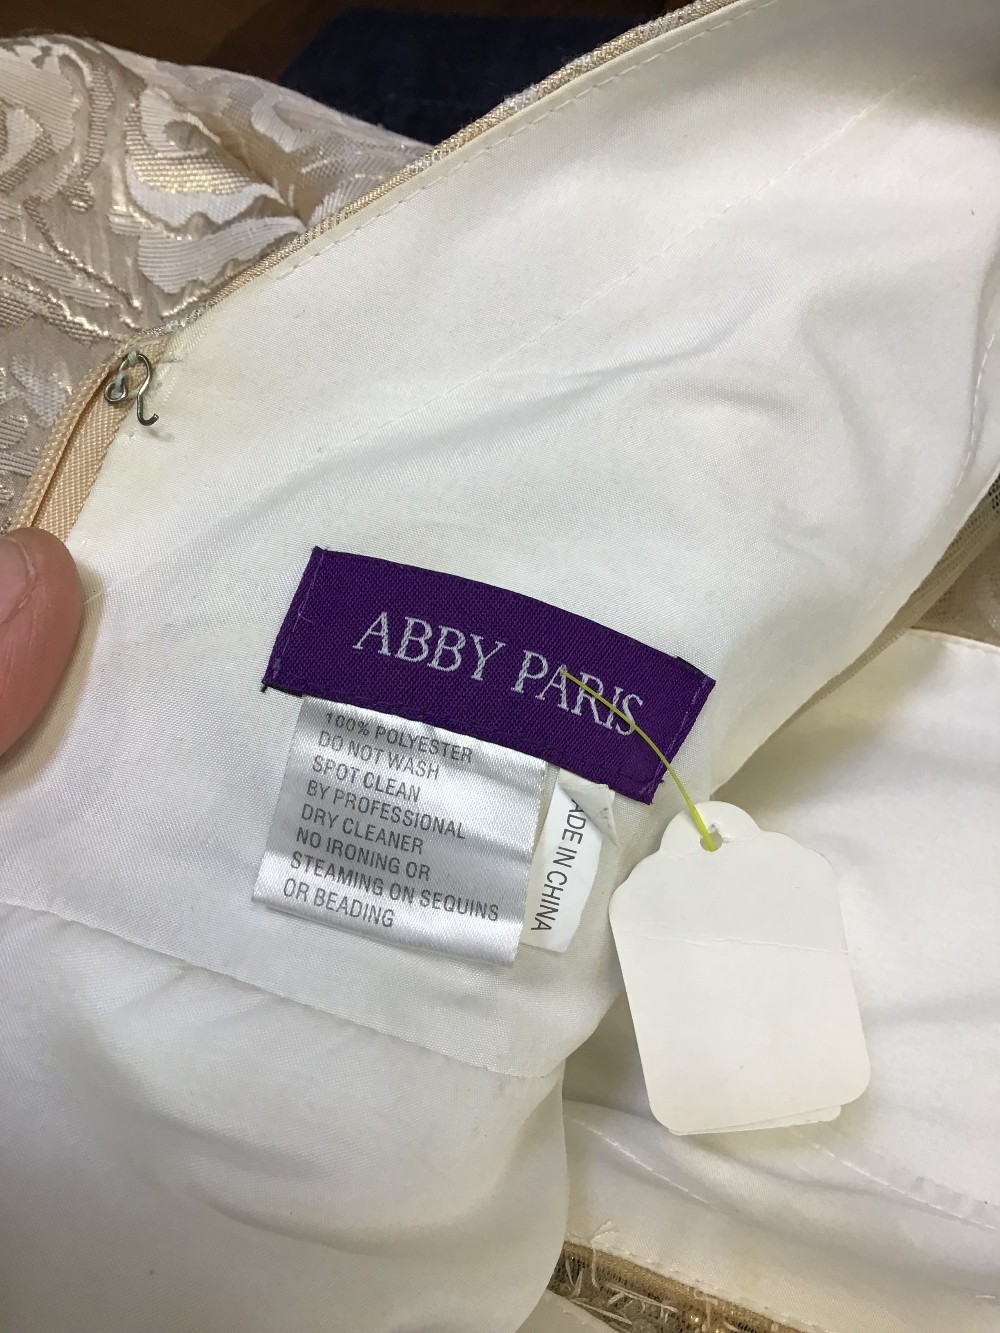 ABBY PARIS
100% POLYESTER
DO NOT WASH
SPOT CLEAN
BY PROFESSIONAL
DRY CLEANER
NO IRONING OR
STEAMING ON SEQUINS
OR BEADING
ADE IN CHINA